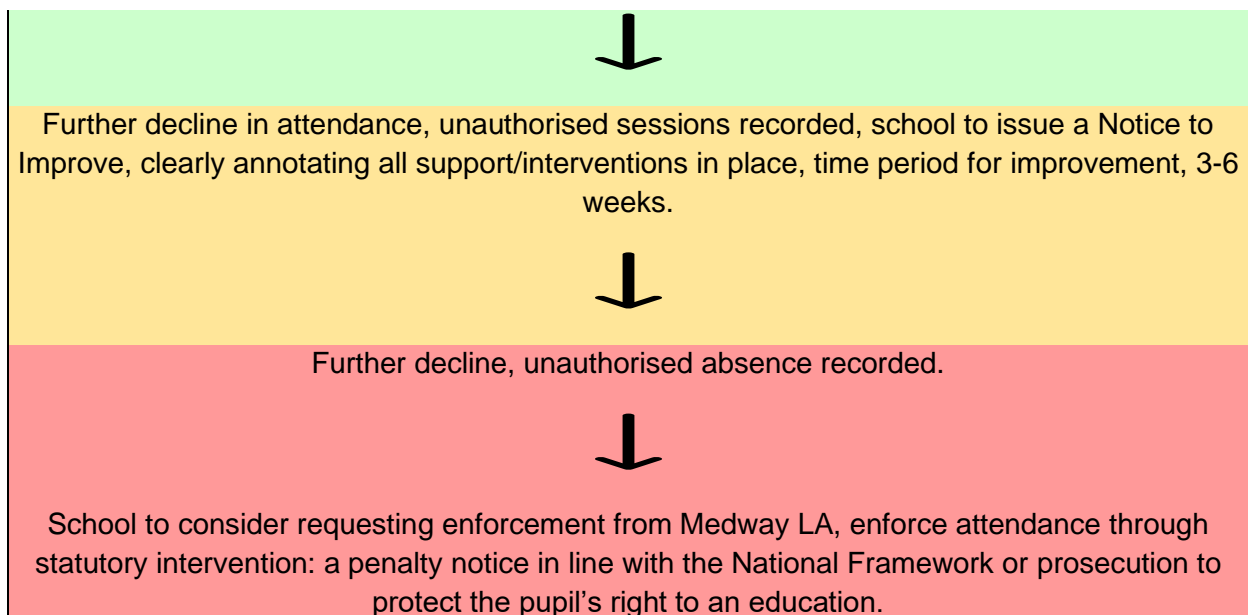 Further decline in attendance, unauthorised sessions recorded, school to issue a Notice to
Improve, clearly annotating all support/interventions in place, time period for improvement, 3-6
weeks.
Further decline, unauthorised absence recorded.
School to consider requesting enforcement from Medway LA, enforce attendance through
statutory intervention: a penalty notice in line with the National Framework or prosecution to
protect the pupil’s right to an education.